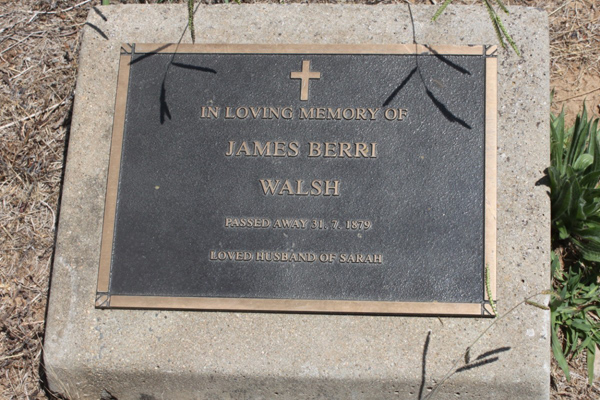 IN LOVING MEMORY OF
JAMES BERRI
WALSH
PASSED AWAY 31. 7. 1879
LOVED HUSBAND OF SARAH